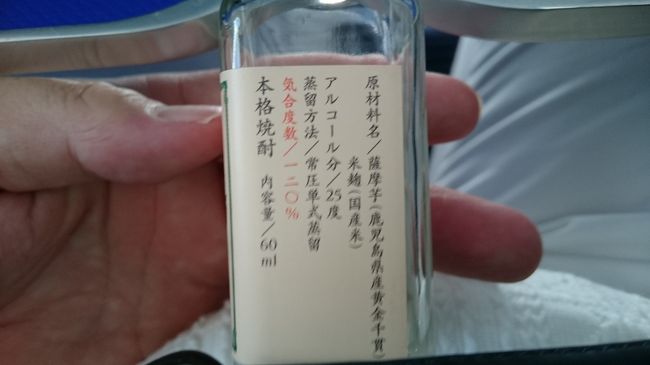 原材料名／薩摩芋(鹿児島県産黄金千貫)
米麹(国産米)
アルコール分／25度
蒸留方法／常圧単式蒸留
気合度数／一二〇％
本格焼酎 内容量／60ml